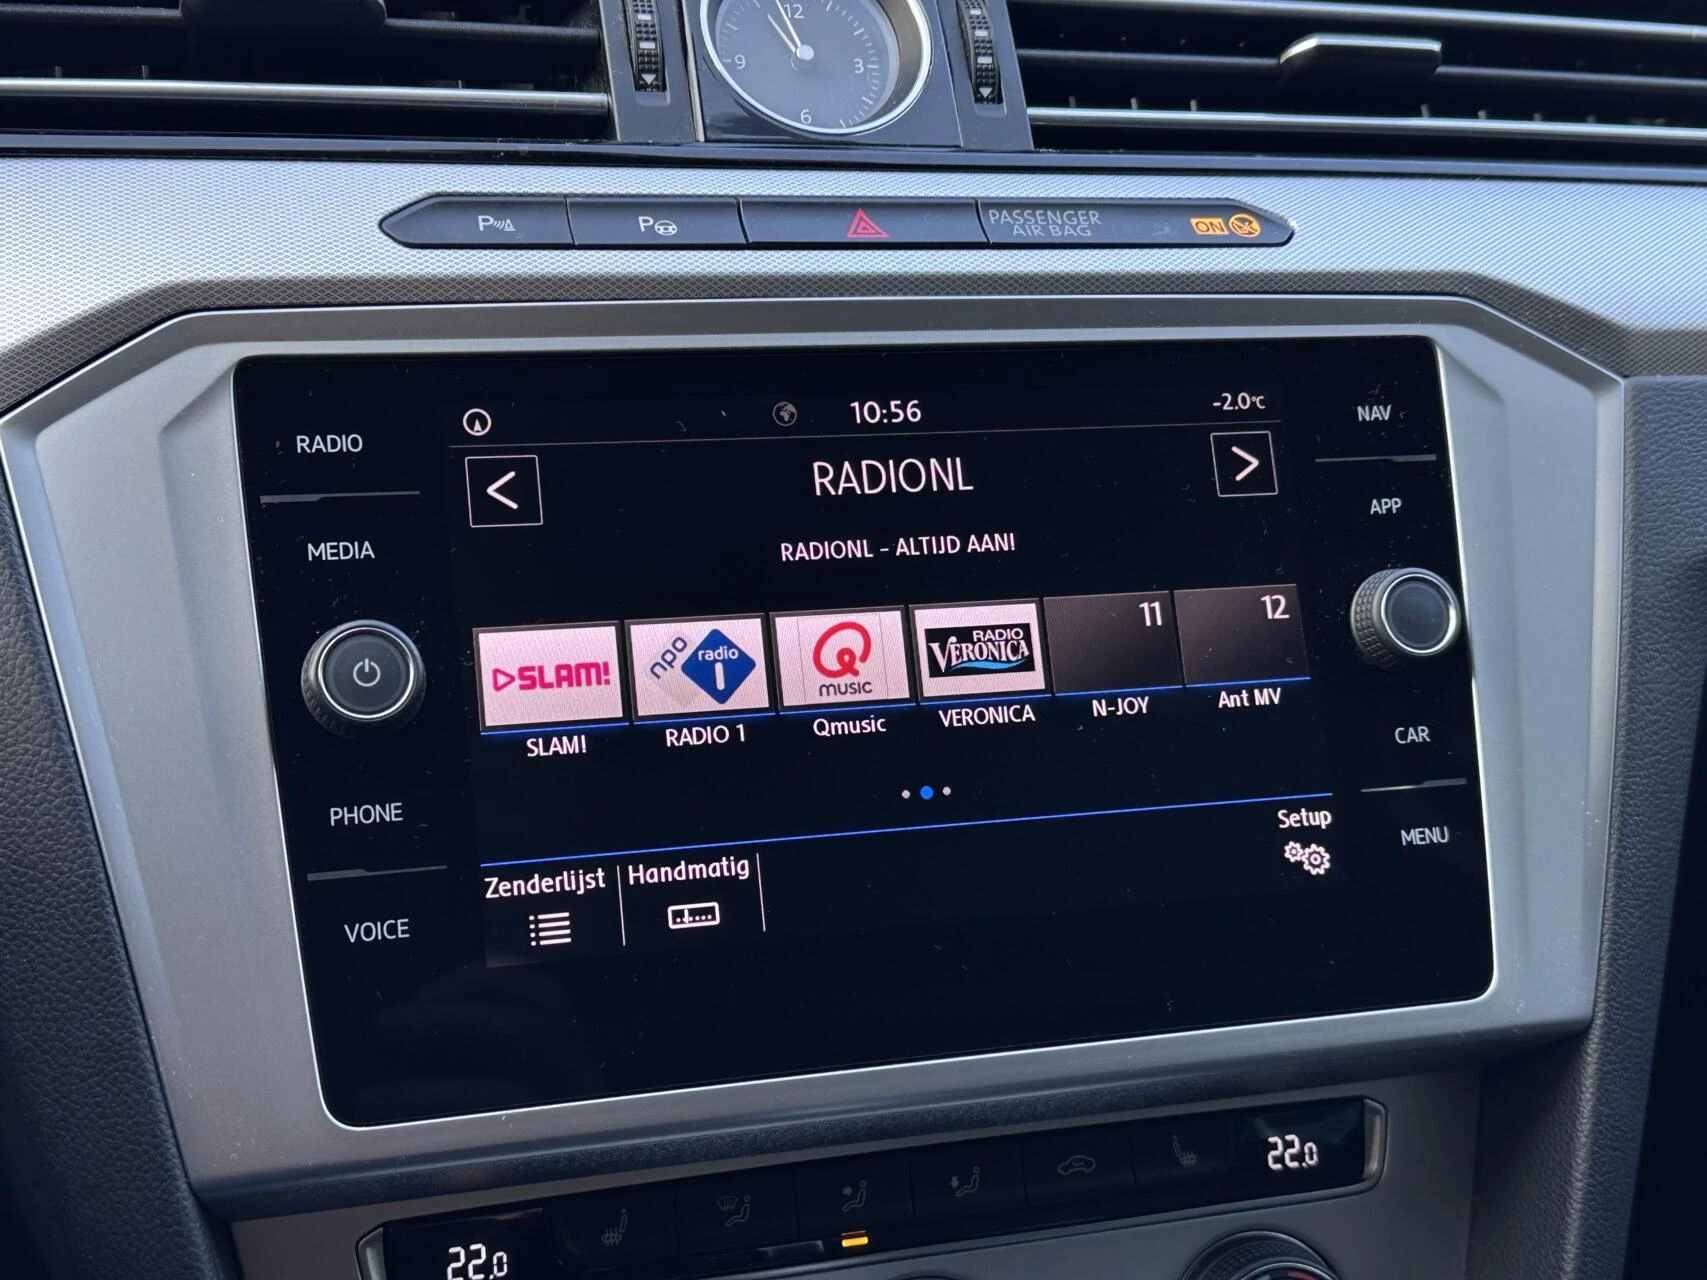 12
9
3
6
P
P
PASSENGER
AIR BAG
ON
RADIO
MEDIA
PHONE
VOICE
10:56
-2.0°C
<
RADIONL
>
RADIONL - ALTIJD AAN!
SLAM!
npo
radio
1
Q
MUSIC
RADIO
VERONICA
11
12
SLAM!
RADIO 1
Qmusic
VERONICA
N-JOY
Ant MV
Setup
Zenderlijst
Handmatig
NAV
APP
CAR
MENU
22.0
22.0